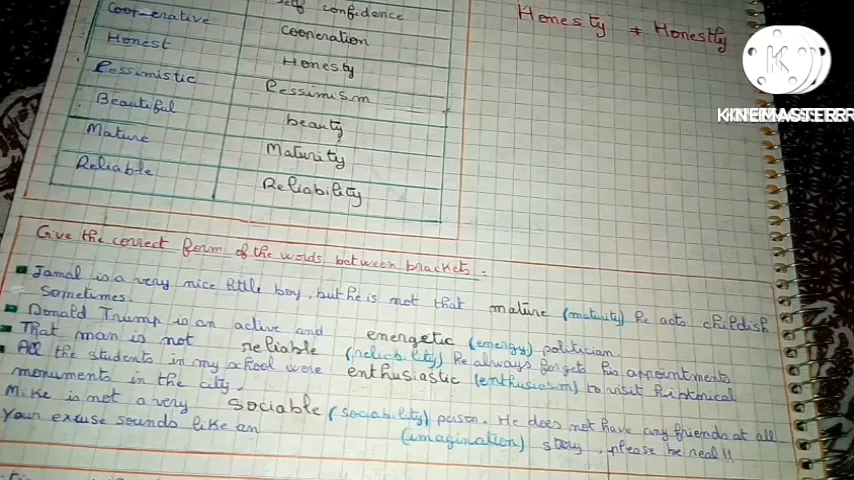 Self confidence
Cooperative
Cooperation
Honest
Honesty
Pessimistic
Pessimism
Beautiful
beauty
Mature
Maturity
Reliable
Reliability
Honesty ≠ Honestly
KINEMASTER
Give the correct form of the words between brackets.
Jamal is a very nice little boy, but he is not that mature (maturity) he acts childish
sometimes.
Donald Trump is an active and energetic (energy) politician
That man is not reliable (reliability) he always forgets his appointments
All the students in my school were enthusiastic (enthusiasm) to visit historical
monuments in the city.
Mike is not a very sociable (sociability) person. He does not have any friends at all
Your excuse sounds like an (imagination) story, please be real!!